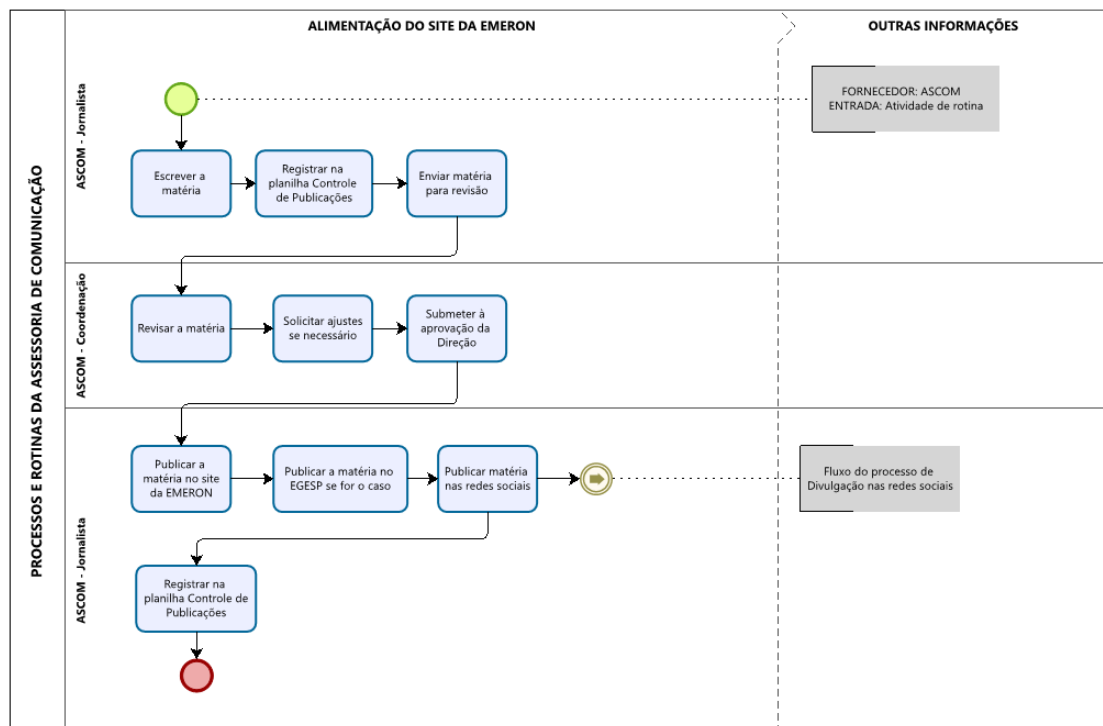 PROCESSOS E ROTINAS DA ASSESSORIA DE COMUNICAÇÃO
ALIMENTAÇÃO DO SITE DA EMERON
OUTRAS INFORMAÇÕES
ASCOM - Jornalista
FORNECEDOR: ASCOM
ENTRADA: Atividade de rotina
Escrever a
matéria
Registrar na
planilha Controle
de Publicações
Enviar matéria
para revisão
ASCOM - Coordenação
Revisar a matéria
Solicitar ajustes
se necessário
Submeter à
aprovação da
Direção
ASCOM - Jornalista
Publicar a
matéria no site
da EMERON
Publicar a matéria no
EGESP se for o caso
Publicar matéria
nas redes sociais
Fluxo do processo de
Divulgação nas redes sociais
Registrar na
planilha Controle de
Publicações